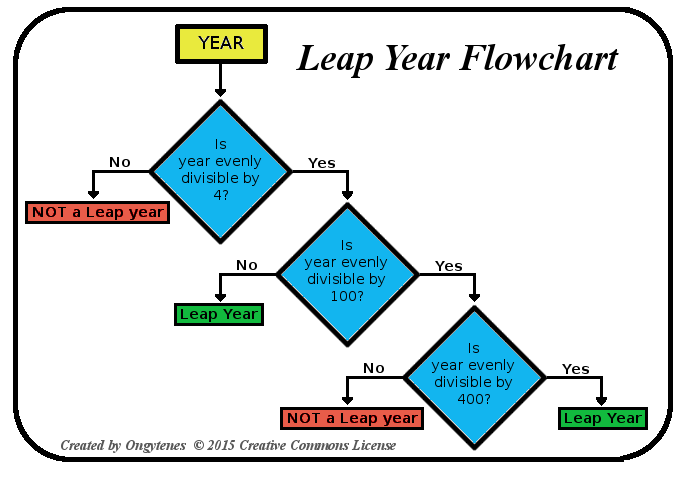 YEAR
Leap Year Flowchart
Is
year evenly
divisible by
4?
No
Yes
NOT a Leap year
Is
year evenly
divisible by
100?
No
Yes
Leap Year
Is
year evenly
divisible by
400?
No
Yes
NOT a Leap year
Leap Year
Created by Ongytenes © 2015 Creative Commons License